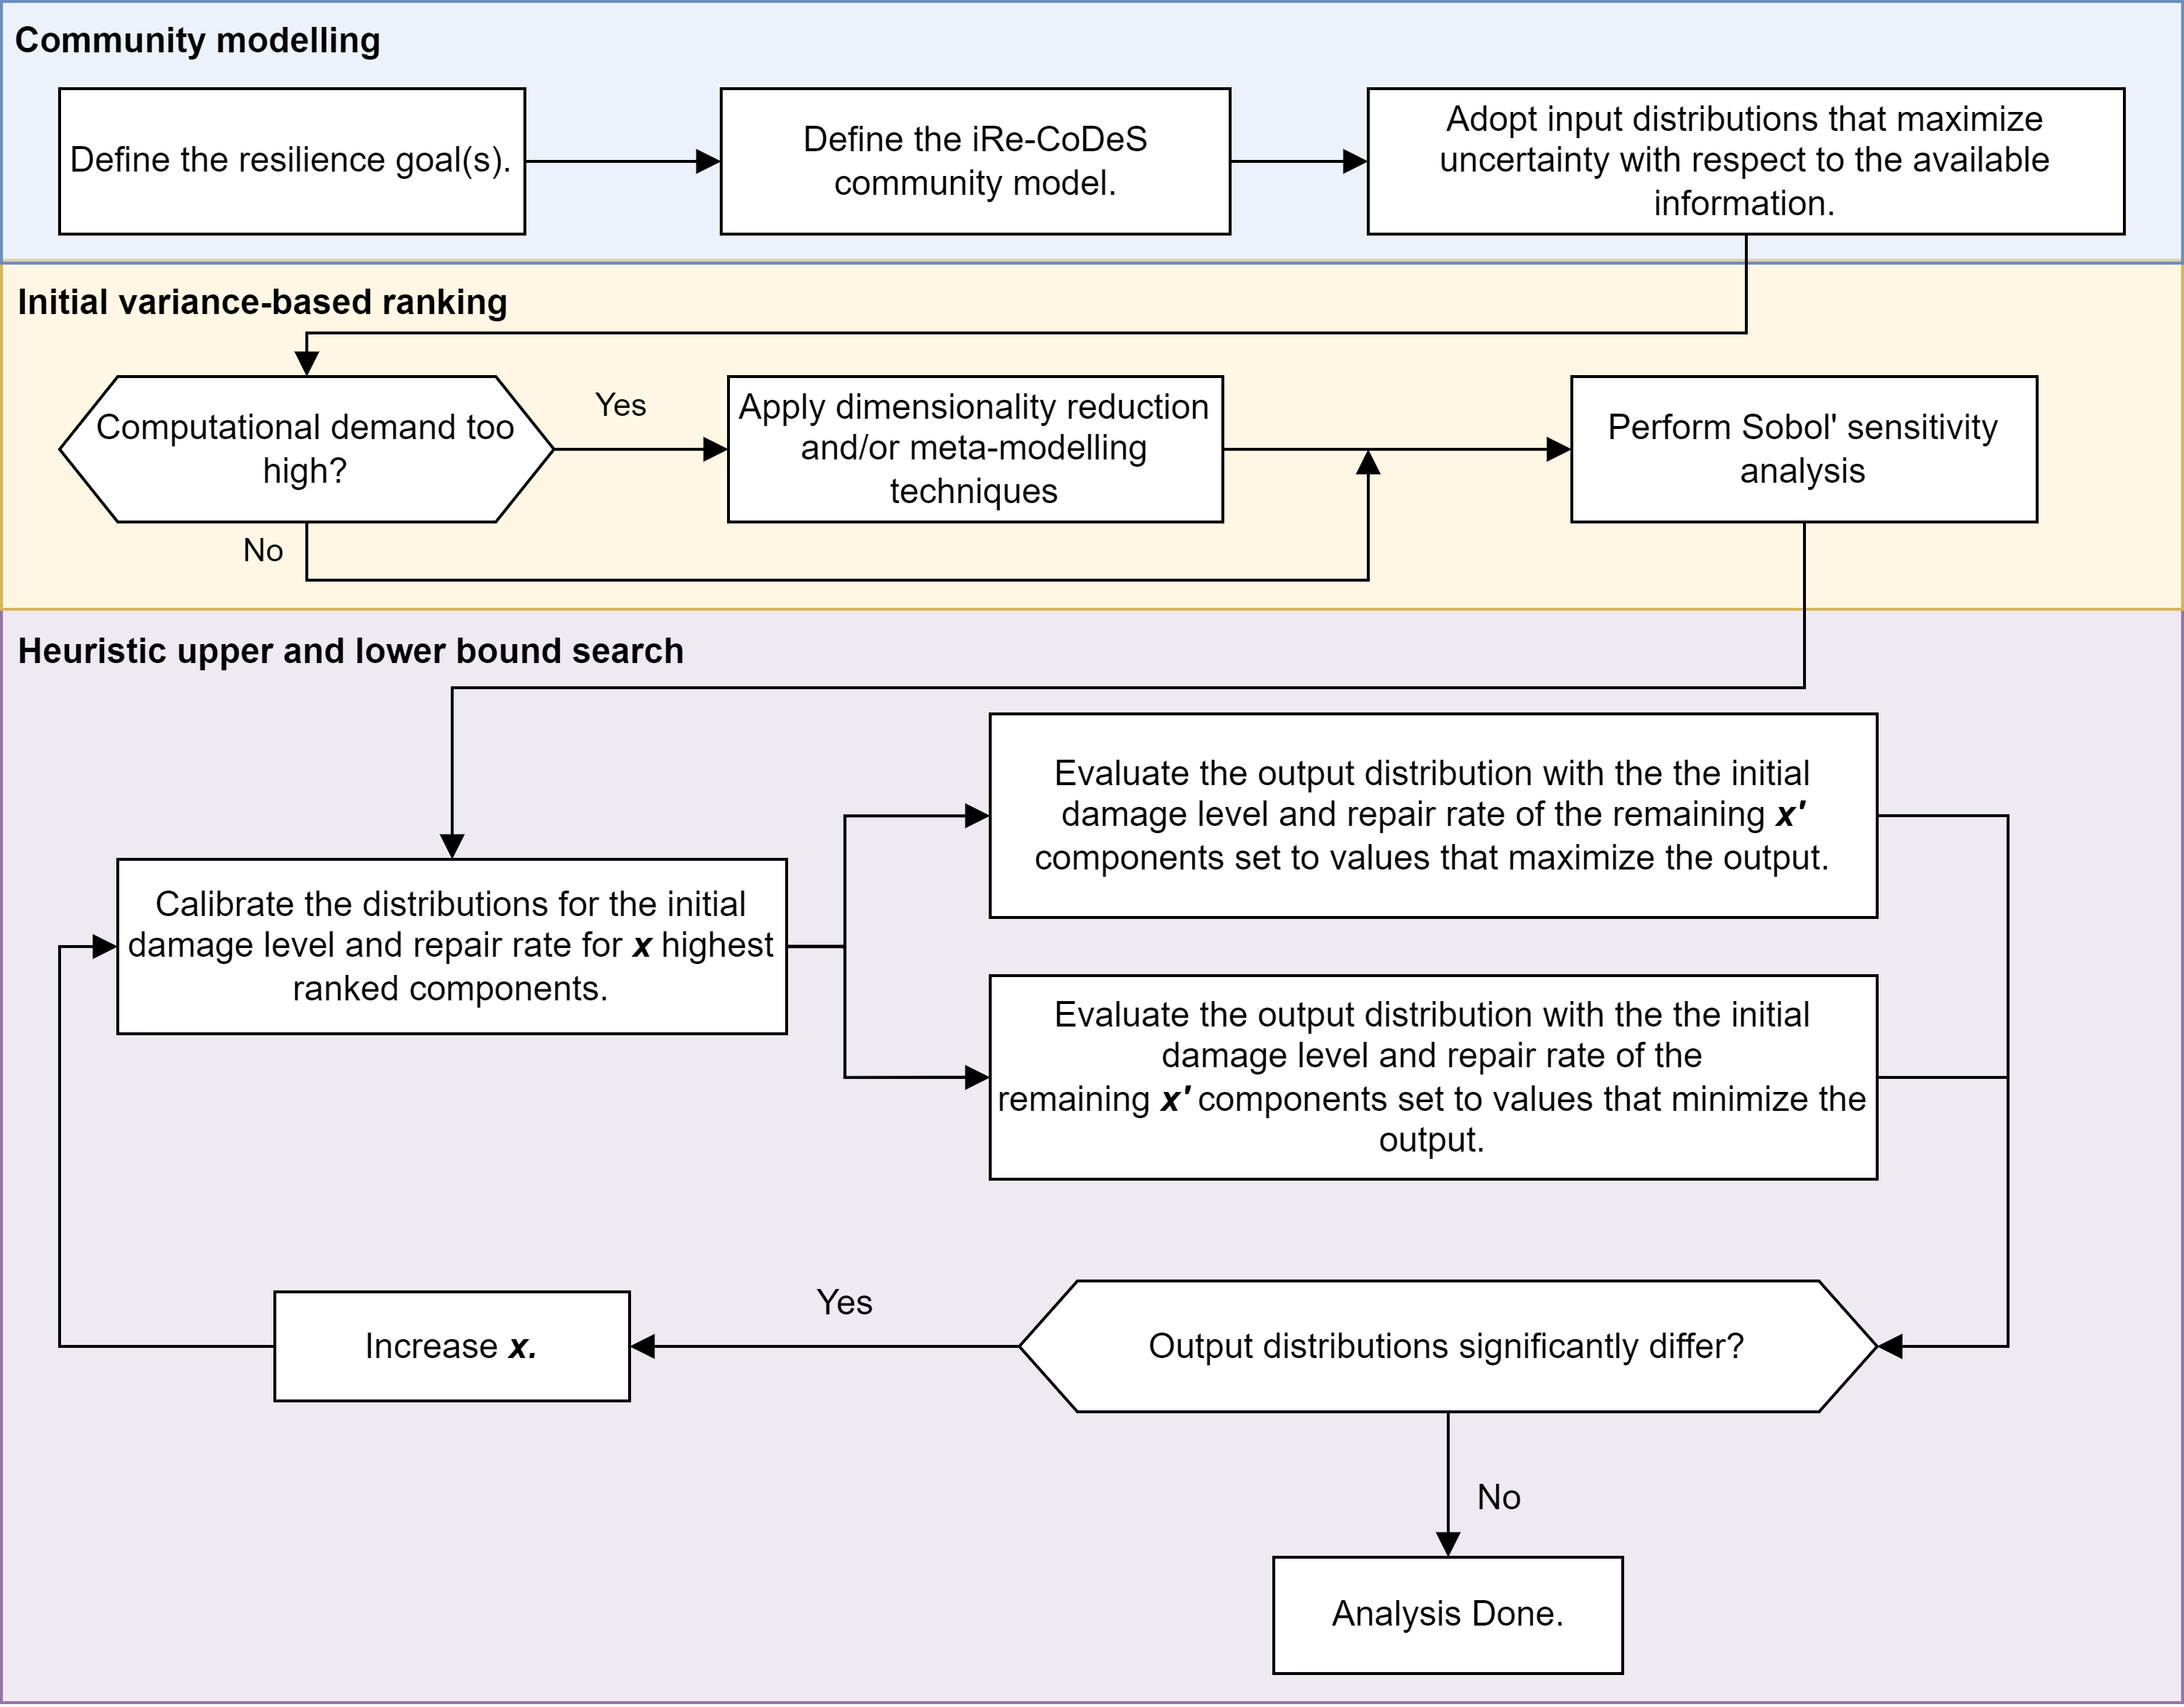 Community modelling
Define the resilience goal(s).
Define the iRe-CoDeS
community model.
Adopt input distributions that maximize
uncertainty with respect to the available
information.
Initial variance-based ranking
Computational demand too
high?
Yes
No
Apply dimensionality reduction
and/or meta-modelling
techniques
Perform Sobol' sensitivity
analysis
Heuristic upper and lower bound search
Calibrate the distributions for the initial
damage level and repair rate for x highest
ranked components.
Evaluate the output distribution with the the initial
damage level and repair rate of the remaining x'
components set to values that maximize the output.
Evaluate the output distribution with the the initial
damage level and repair rate of the
remaining x' components set to values that minimize the
output.
Output distributions significantly differ?
Yes
Increase x.
No
Analysis Done.